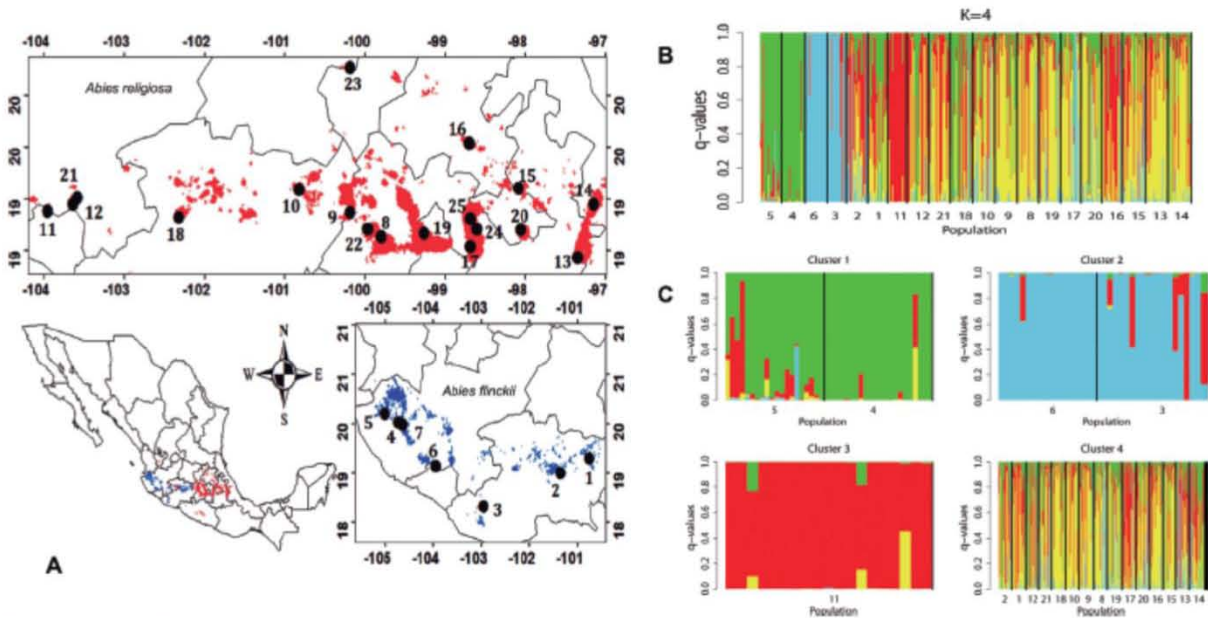 -104 -103 -102 -101 -100 -99 -98 -97
Abies religiosa
20 20 19 19
20 20 19 19
23
16
21
12
11
18
10
9
22
8
19
25
24
17
15
20
14
13
-104 -103 -102 -101 -100 -99 -98 -97
N
W E
S
A
Abies flinckii
21 20 19 18
21 20 19 18
5
4
7
6
3
2
1
-105 -104 -103 -102 -101
B
K=4
q-values
0.0 0.2 0.4 0.6 0.8 1.0
5 4 6 3 2 1 11 12 21 18 10 9 8 19 17 20 16 15 13 14
Population
C
Cluster 1
q-values
0.0 0.2 0.4 0.6 0.8 1.0
5 4
Population
Cluster 2
q-values
0.0 0.2 0.4 0.6 0.8 1.0
6 3
Population
Cluster 3
q-values
0.0 0.2 0.4 0.6 0.8 1.0
11
Population
Cluster 4
q-values
0.0 0.2 0.4 0.6 0.8 1.0
2 1 12 21 18 10 9 8 19 17 20 16 15 13 14
Population